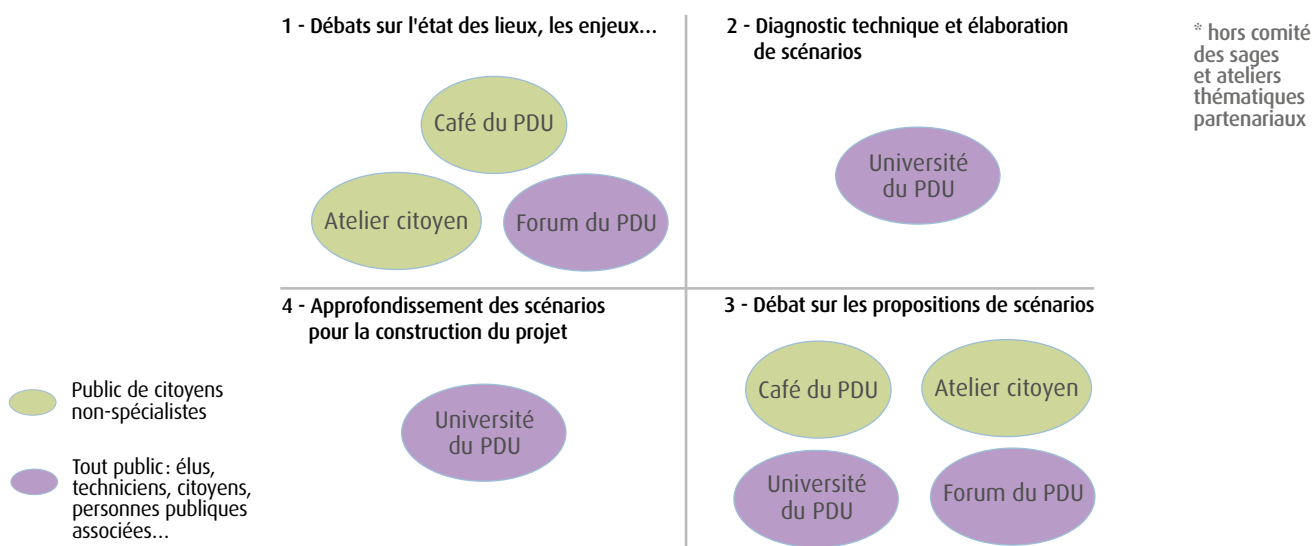 1 - Débats sur l'état des lieux, les enjeux...
Café du PDU
Atelier citoyen
Forum du PDU
2 - Diagnostic technique et élaboration
de scénarios
Université
du PDU
* hors comité
des sages
et ateliers
thématiques
partenariaux
4 - Approfondissement des scénarios
pour la construction du projet
Université
du PDU
3 - Débat sur les propositions de scénarios
Café du PDU
Atelier citoyen
Université
du PDU
Forum du PDU
Public de citoyens
non-spécialistes
Tout public : élus,
techniciens, citoyens,
personnes publiques
associées...